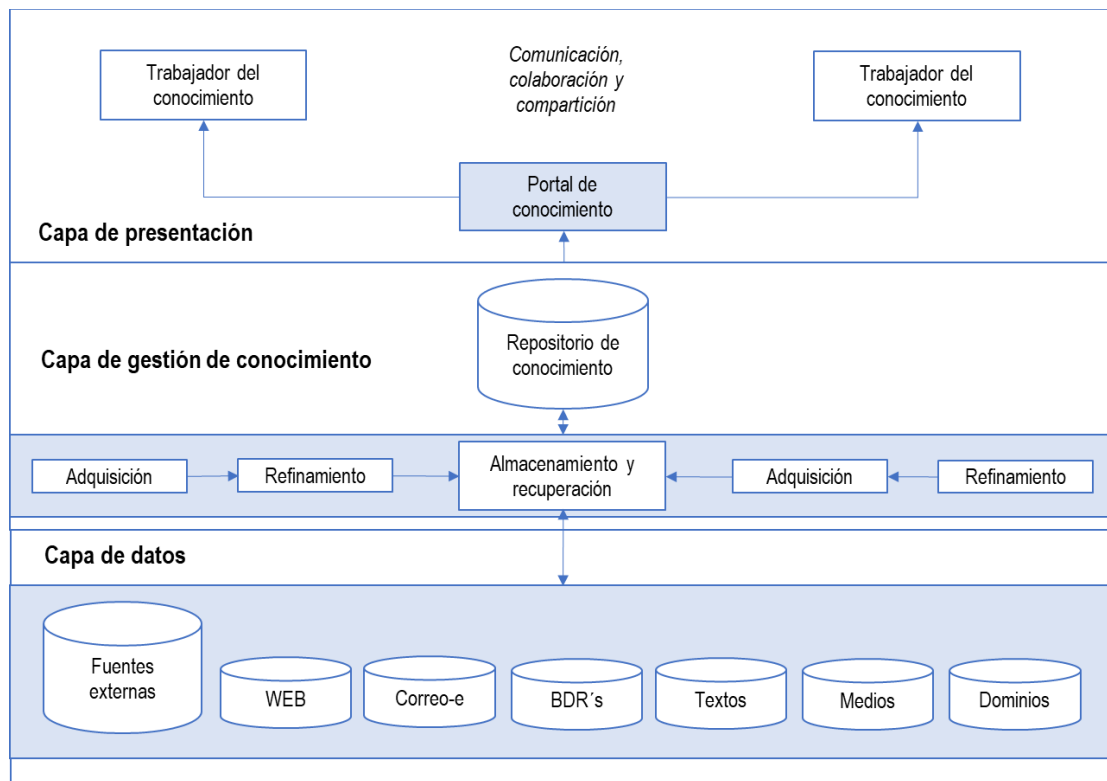 Trabajador del
conocimiento
Comunicación,
colaboración y
compartición
Trabajador del
conocimiento
Portal de
conocimiento
Capa de presentación
Repositorio de
conocimiento
Capa de gestión de conocimiento
Adquisición
Refinamiento
Almacenamiento y
recuperación
Adquisición
Refinamiento
Capa de datos
Fuentes
externas
WEB
Correo-e
BDR´s
Textos
Medios
Dominios